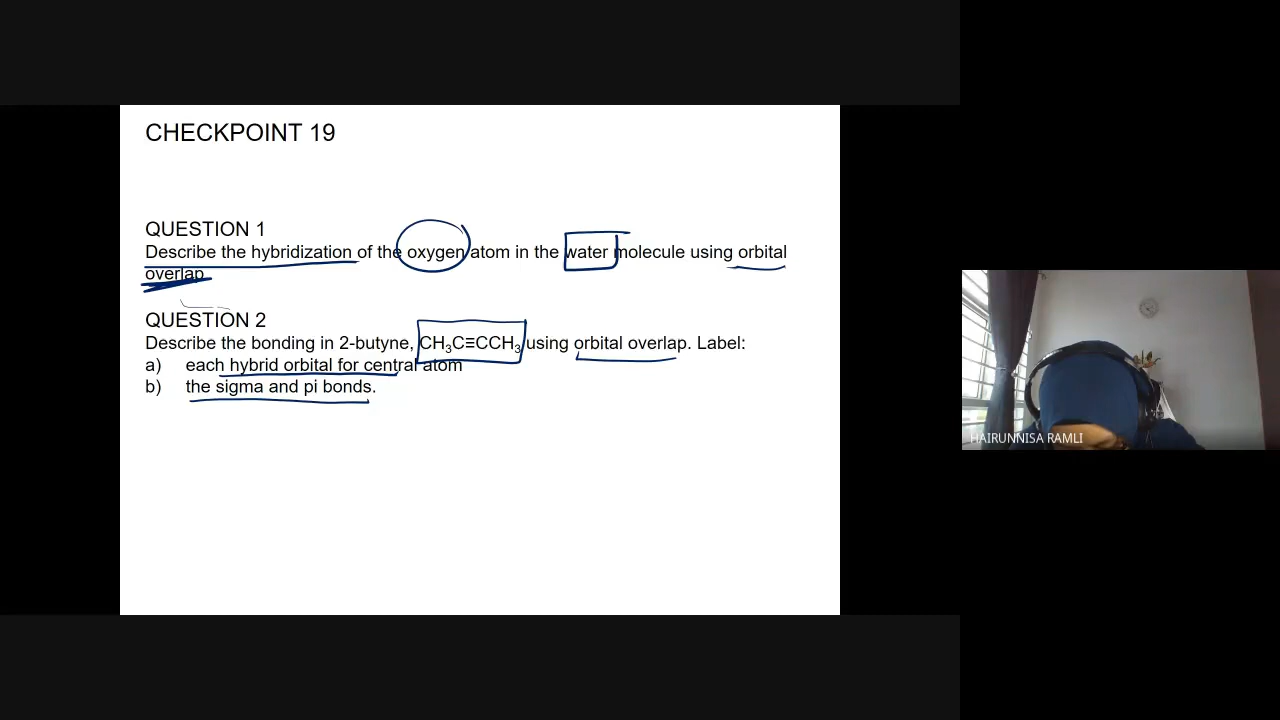 CHECKPOINT 19
QUESTION 1
Describe the hybridization of the oxygen atom in the water molecule using orbital
overlap.
QUESTION 2
Describe the bonding in 2-butyne, CH₃C≡CCH₃ using orbital overlap. Label:
a) each hybrid orbital for central atom
b) the sigma and pi bonds.
HAIRUNNISA RAMLI